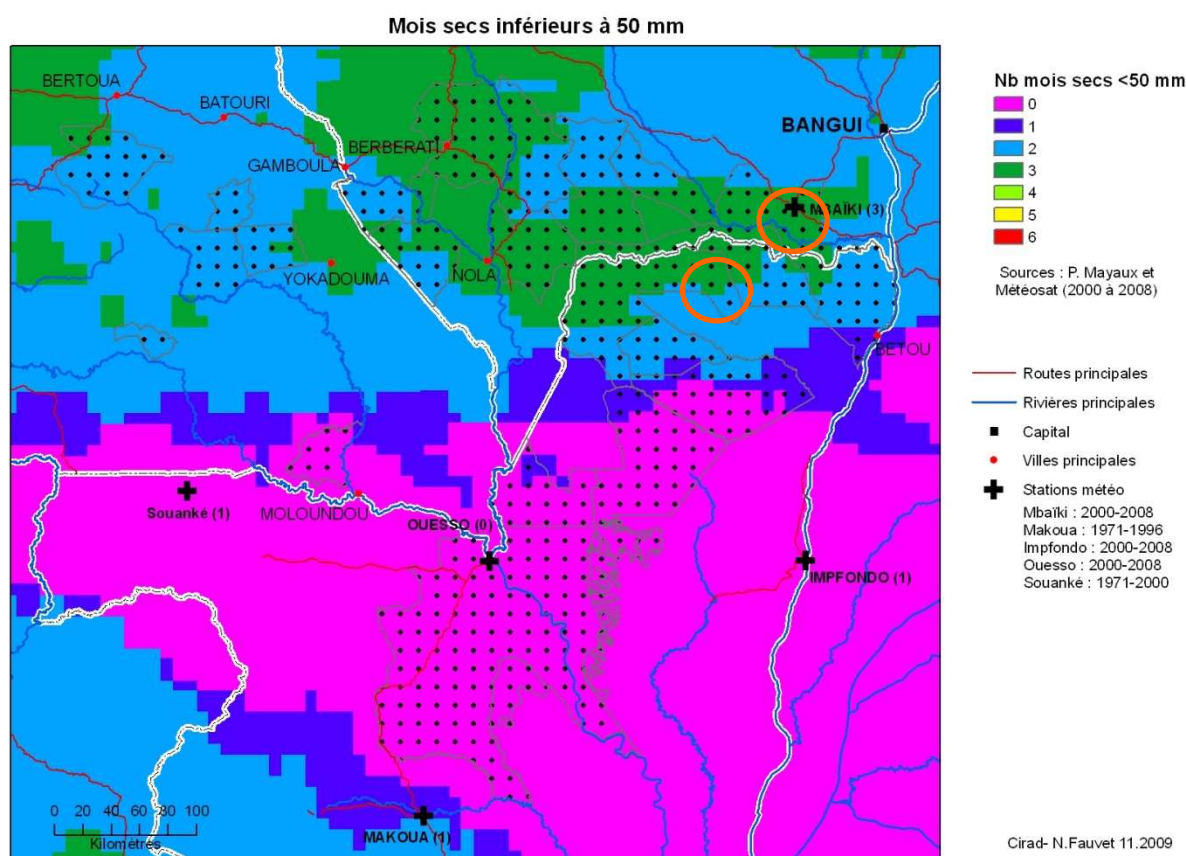 Mois secs inférieurs à 50 mm
BERTOUA
BATOURI
BANGUI
BERBERATI
GAMBOULA
MBAÏKI (3)
YOKADOUMA
NOLA
BETOU
Souanké (1)
MOLOUNDOU
OUESSO (0)
IMPFONDO (1)
MAKOUA (1)
0 20 40 60 80 100
Kilomètres
Nb mois secs <50 mm
0
1
2
3
4
5
6
Sources : P. Mayaux et
Météosat (2000 à 2008)
Routes principales
Rivières principales
Capital
Villes principales
Stations météo
Mbaïki : 2000-2008
Makoua : 1971-1996
Impfondo : 2000-2008
Ouesso : 2000-2008
Souanké : 1971-2000
Cirad- N.Fauvet 11.2009